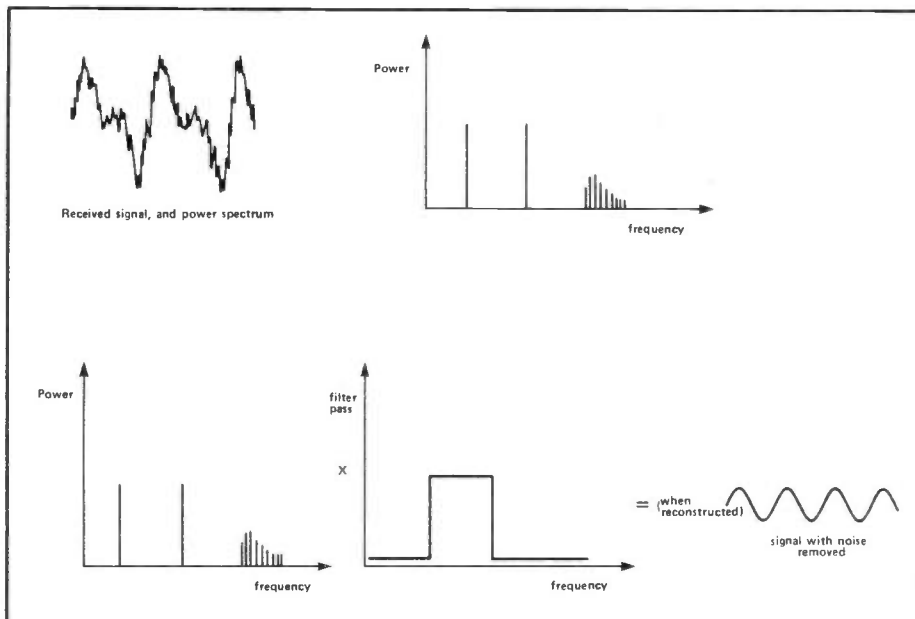 Power
Received signal, and power spectrum
frequency
Power
filter
pass
X
= (when
reconstructed)
signal with noise
removed
frequency
frequency